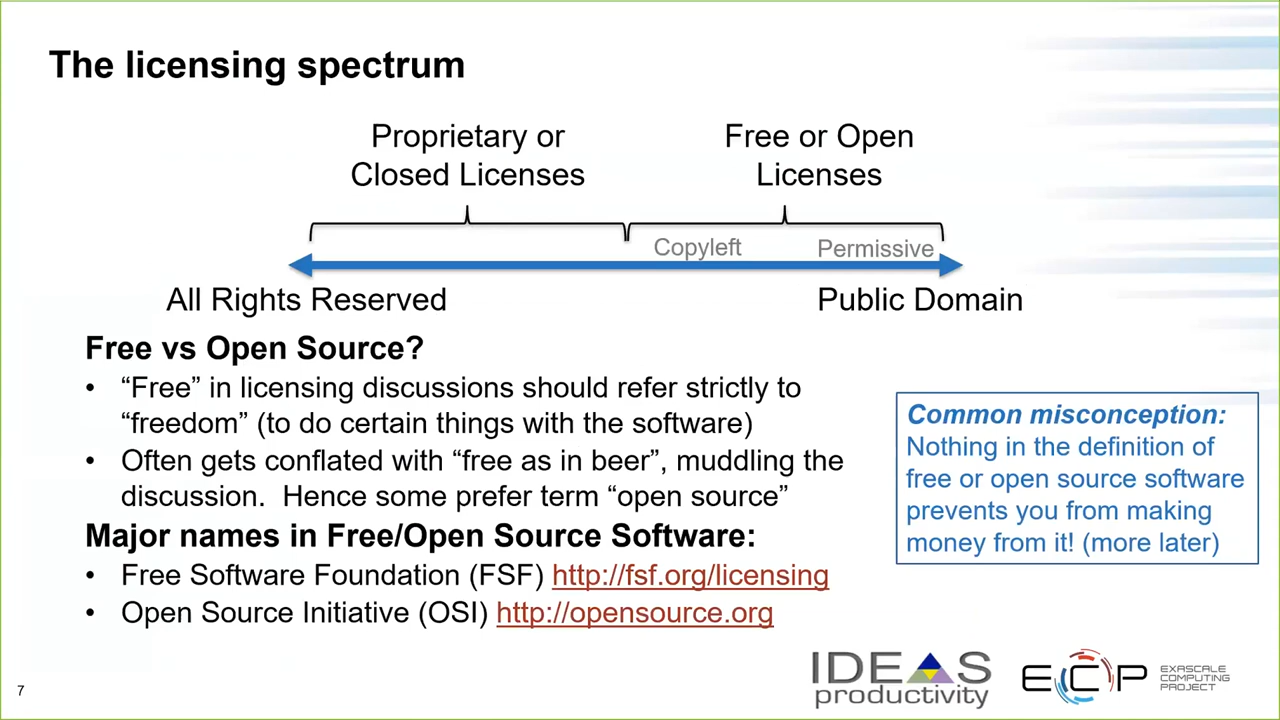 The licensing spectrum
Proprietary or
Closed Licenses
Free or Open
Licenses
Copyleft
Permissive
All Rights Reserved
Public Domain
Free vs Open Source?
• “Free” in licensing discussions should refer strictly to
“freedom” (to do certain things with the software)
• Often gets conflated with “free as in beer”, muddling the
discussion. Hence some prefer term “open source”
Major names in Free/Open Source Software:
• Free Software Foundation (FSF) http://fsf.org/licensing
• Open Source Initiative (OSI) http://opensource.org
Common misconception:
Nothing in the definition of
free or open source software
prevents you from making
money from it! (more later)
7
IDEAS
productivity
ECP
EXASCALE
COMPUTING
PROJECT